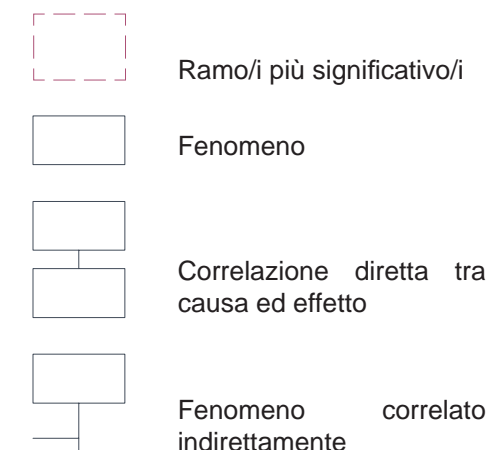 Ramo/i più significativo/i
Fenomeno
Correlazione diretta tra
causa ed effetto
Fenomeno correlato
indirettamente